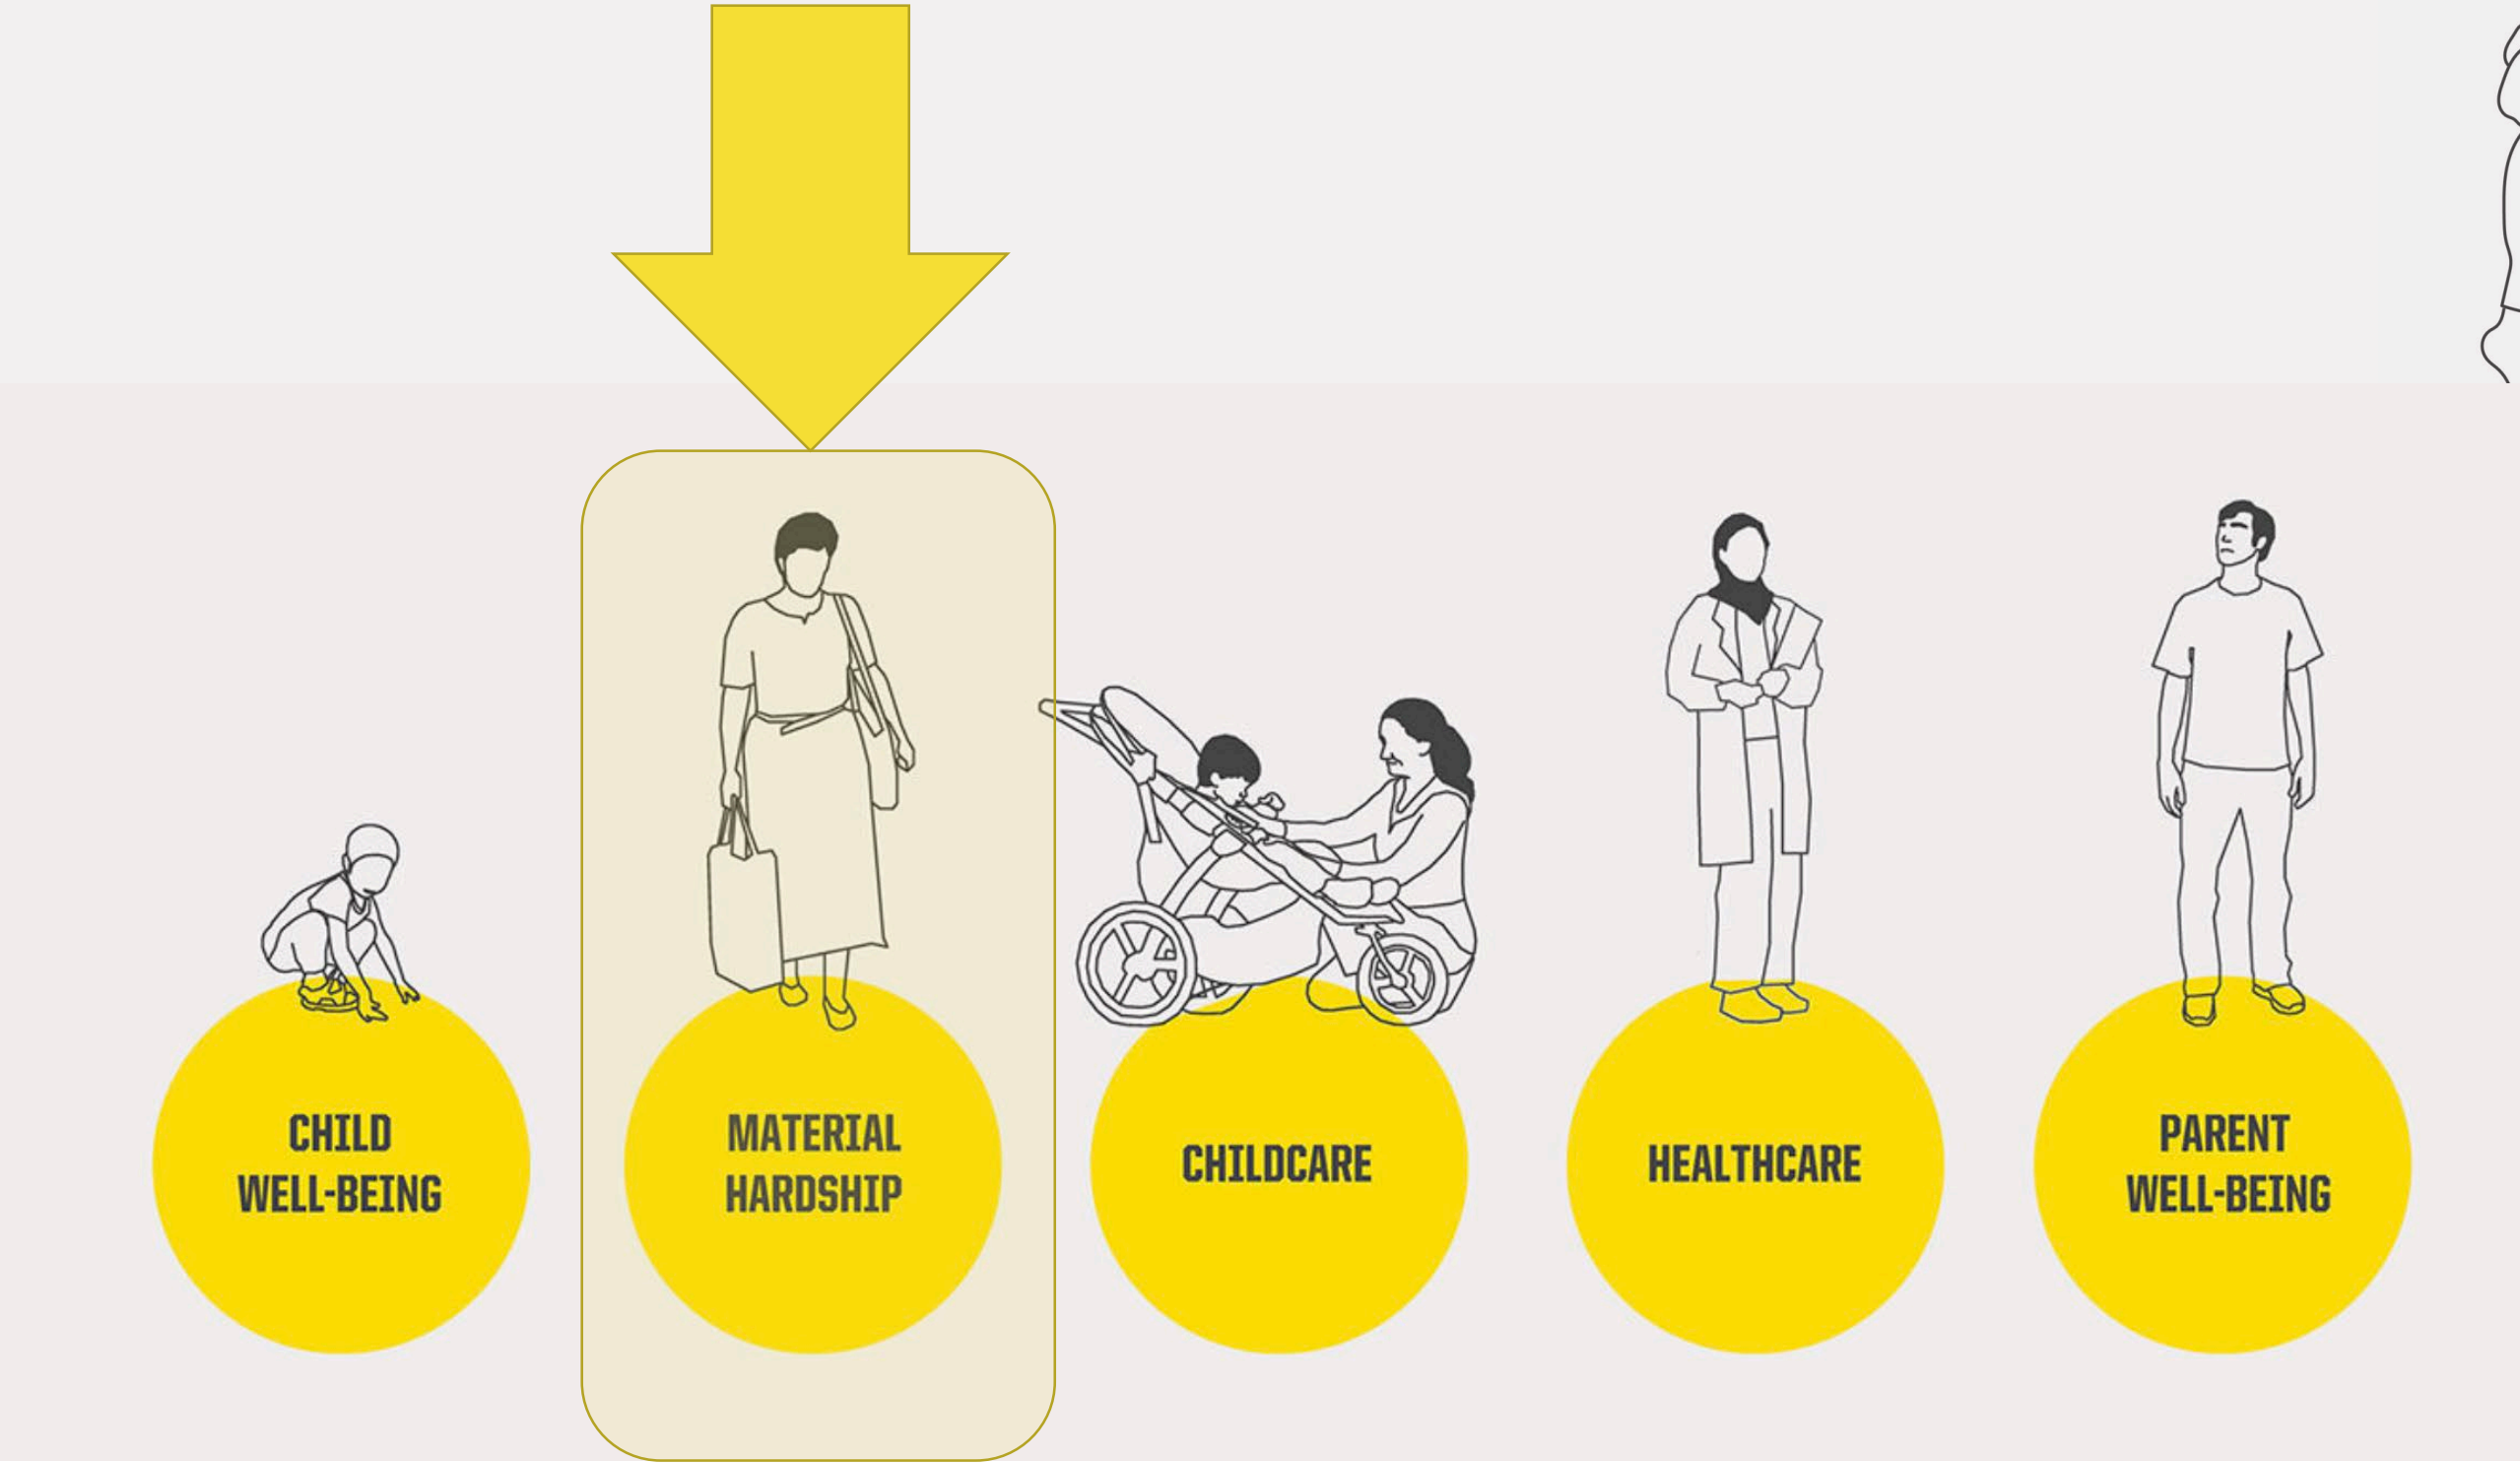 CHILD
WELL-BEING
MATERIAL
HARDSHIP
CHILDCARE
HEALTHCARE
PARENT
WELL-BEING